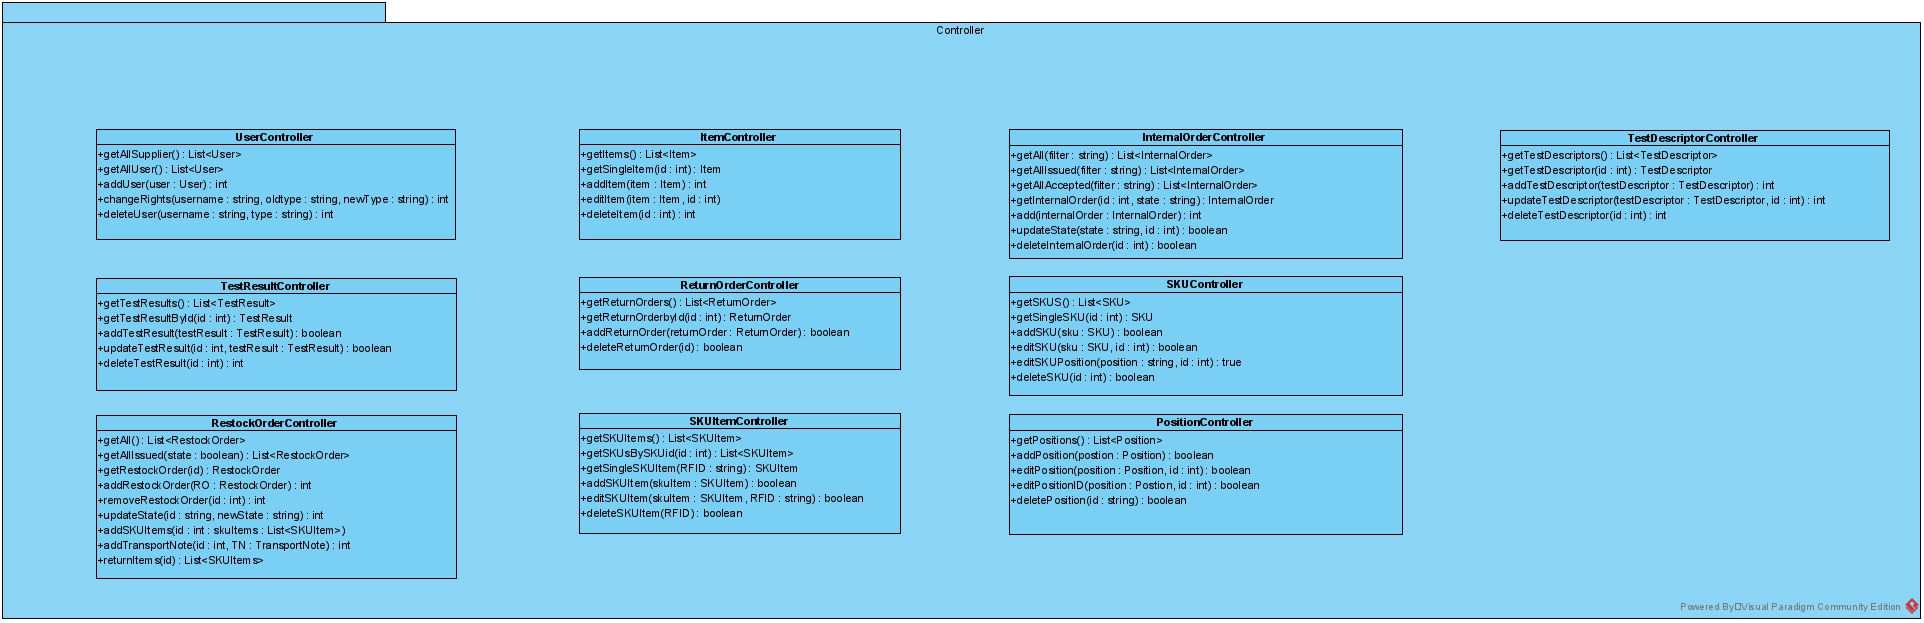 Controller
UserController
+getAllSupplier() : List<User>
+getAllUser() : List<User>
+addUser(user : User) : int
+changeRights(username : string, oldtype : string, newType : string) : int
+deleteUser(username : string, type : string) : int
ItemController
+getItems() : List<Item>
+getSingleItem(id : int) : Item
+addItem(item : Item) : int
+editItem(item : Item, id : int)
+deleteItem(id : int) : int
InternalOrderController
+getAll(filter : string) : List<InternalOrder>
+getAllIssued(filter : string) : List<InternalOrder>
+getAllAccepted(filter : string) : List<InternalOrder>
+getInternalOrder(id : int, state : string) : InternalOrder
+add(internalOrder : InternalOrder) : int
+updateState(state : string, id : int) : boolean
+deleteInternalOrder(id : int) : boolean
TestDescriptorController
+getTestDescriptors() : List<TestDescriptor>
+getTestDescriptor(id : int) : TestDescriptor
+addTestDescriptor(testDescriptor : TestDescriptor) : int
+updateTestDescriptor(testDescriptor : TestDescriptor, id : int) : int
+deleteTestDescriptor(id : int) : int
TestResultController
+getTestResults() : List<TestResult>
+getTestResultById(id : int) : TestResult
+addTestResult(testResult : TestResult) : boolean
+updateTestResult(id : int, testResult : TestResult) : boolean
+deleteTestResult(id : int) : int
ReturnOrderController
+getReturnOrders() : List<ReturnOrder>
+getReturnOrderbyId(id : int) : ReturnOrder
+addReturnOrder(returnOrder : ReturnOrder) : boolean
+deleteReturnOrder(id) : boolean
SKUController
+getSKUS() : List<SKU>
+getSingleSKU(id : int) : SKU
+addSKU(sku : SKU) : boolean
+editSKU(sku : SKU, id : int) : boolean
+editSKUPosition(position : string, id : int) : true
+deleteSKU(id : int) : boolean
RestockOrderController
+getAll() : List<RestockOrder>
+getAllIssued(state : boolean) : List<RestockOrder>
+getRestockOrder(id) : RestockOrder
+addRestockOrder(RO : RestockOrder) : int
+removeRestockOrder(id : int) : int
+updateState(id : string, newState : string) : int
+addSKUItems(id : int : skuItems : List<SKUItem>)
+addTransportNote(id : int, TN : TransportNote) : int
+returnItems(id) : List<SKUItems>
SKUItemController
+getSKUItems() : List<SKUItem>
+getSKUsBySKUid(id : int) : List<SKUItem>
+getSingleSKUItem(RFID : string) : SKUItem
+addSKUItem(skuItem : SKUItem) : boolean
+editSKUItem(skuItem : SKUItem, RFID : string) : boolean
+deleteSKUItem(RFID) : boolean
PositionController
+getPositions() : List<Position>
+addPosition(postion : Position) : boolean
+editPosition(position : Position, id : int) : boolean
+editPositionID(position : Postion, id : int) : boolean
+deletePosition(id : string) : boolean
Powered By Visual Paradigm Community Edition